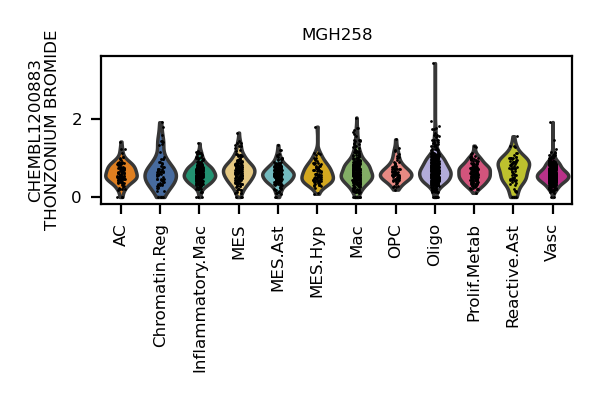 MGH258
CHEMBL1200883
THONZONIUM BROMIDE
2
0
AC
Chromatin.Reg
Inflammatory.Mac
MES
MES.Ast
MES.Hyp
Mac
OPC
Oligo
Prolif.Metab
Reactive.Ast
Vasc